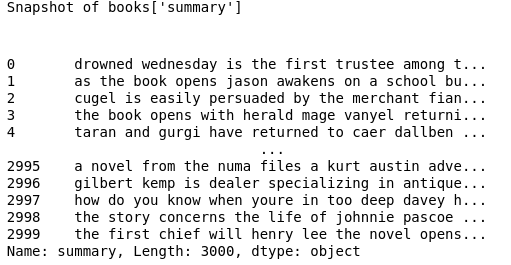 Snapshot of books['summary']
0 drowned wednesday is the first trustee among t...
1 as the book opens jason awakens on a school bu...
2 cugel is easily persuaded by the merchant fian...
3 the book opens with herald mage vanyel returni...
4 taran and gurgi have returned to caer dallben ...
...
2995 a novel from the numa files a kurt austin adve...
2996 gilbert kemp is dealer specializing in antique...
2997 how do you know when youre in too deep davey h...
2998 the story concerns the life of johnnie pascoe ...
2999 the first chief will henry lee the novel opens...
Name: summary, Length: 3000, dtype: object